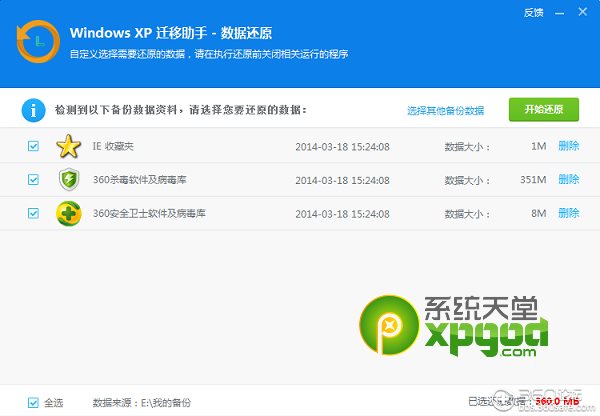 反馈
Windows XP 迁移助手 - 数据还原
自定义选择需要还原的数据，请在执行还原前关闭相关运行的程序
检测到以下备份数据资料，请选择您要还原的数据：
选择其他备份数据
开始还原
IE 收藏夹 2014-03-18 15:24:08 数据大小： 1M 删除
360杀毒软件及病毒库 2014-03-18 15:24:08 数据大小： 351M 删除
360安全卫士软件及病毒库 2014-03-18 15:24:08 数据大小： 8M 删除
系统天堂
xpgod
.com
全选 数据来源：E:\我的备份 已选还原数据：360.0 MB
bbs.360safe.com